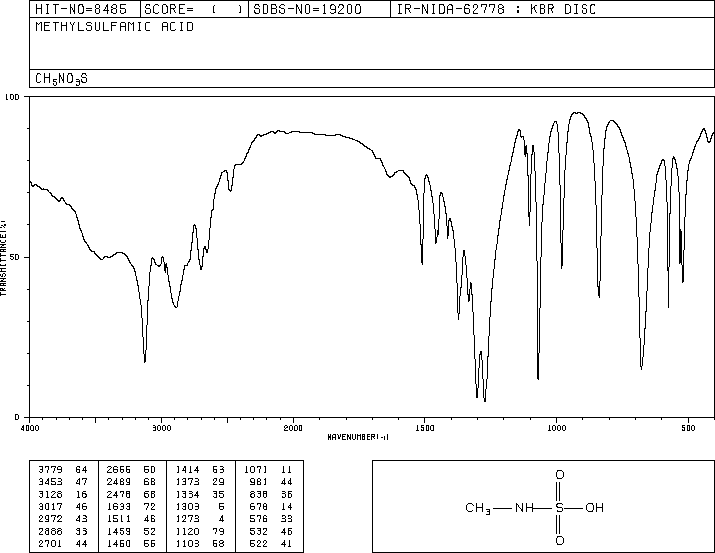 HIT-NO=8485 SCORE= ( ) SDBS-NO=19200 IR-NIDA-62778 : KBR DISC
METHYLSULFAMIC ACID
CH5NO3S
100
50
0
TRANSMITTANCE(%)
4000 3000 2000 1500 1000 500
WAVENUMBER(-1)
3779 64 2666 50 1414 53 1071 11
3453 47 2489 68 1373 29 981 44
3128 16 2478 68 1334 35 838 36
3017 46 1633 72 1303 5 678 14
2972 43 1511 46 1273 4 576 33
2888 33 1459 52 1120 79 532 46
2701 44 1450 55 1103 58 522 41
O
CH3 NH S OH
O